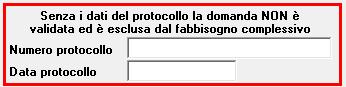 Senza i dati del protocollo la domanda NON è
validata ed è esclusa dal fabbisogno complessivo
Numero protocollo
Data protocollo